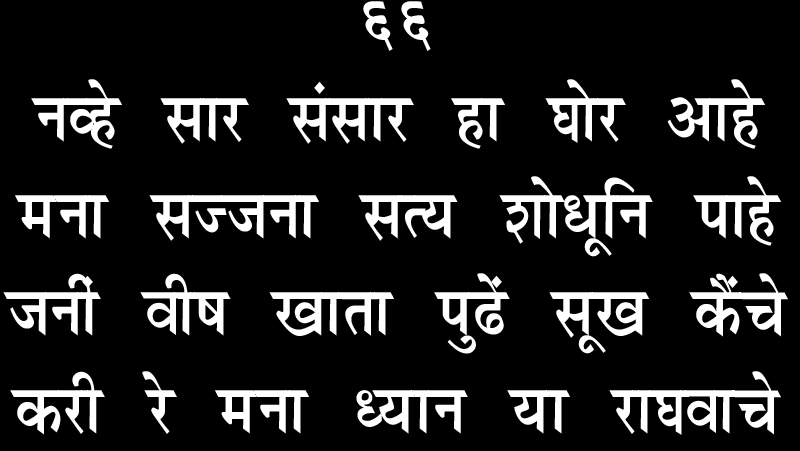 ६६
नव्हे सार संसार हा घोर आहे
मना सज्जना सत्य शोधूनि पाहे
जनीं वीष खाता पुढें सूख कैंचे
करी रे मना ध्यान या राघवाचे